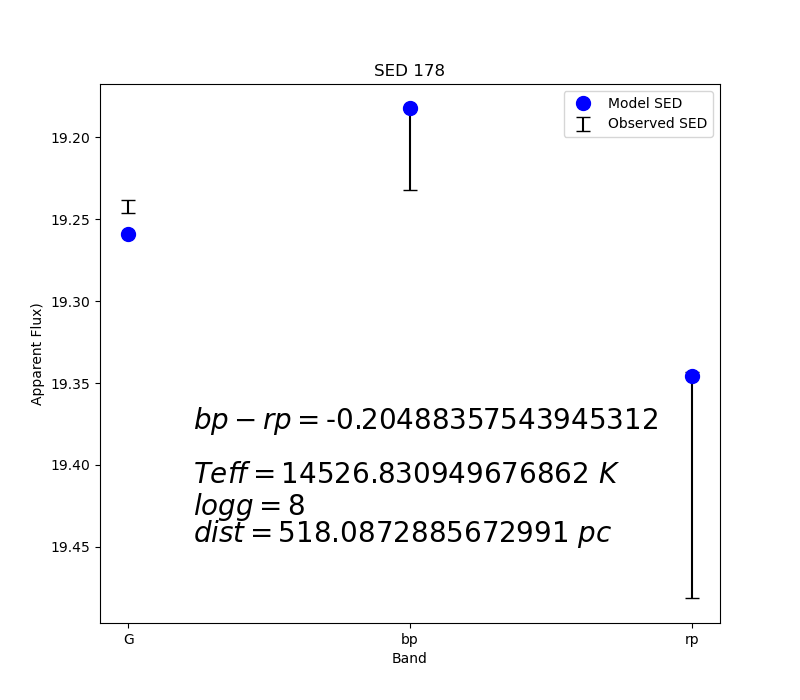 SED 178
Model SED
Observed SED
19.20
19.25
19.30
19.35
19.40
19.45
Apparent Flux)
bp − rp = -0.20488357543945312
Teff = 14526.830949676862 K
logg = 8
dist = 518.0872885672991 pc
G
bp
rp
Band